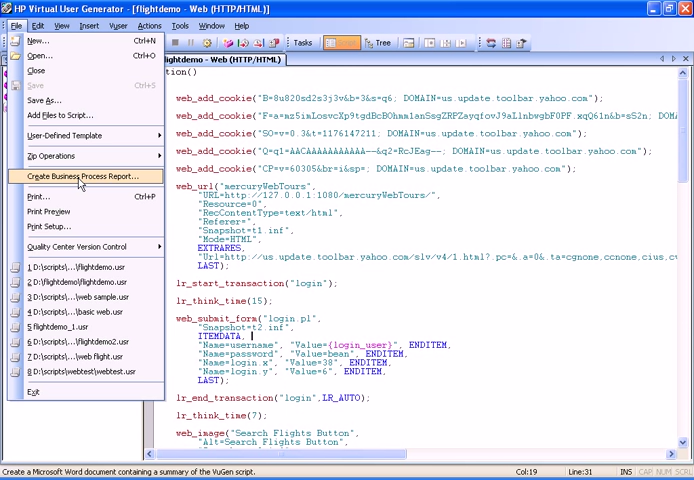 HP Virtual User Generator - [flightdemo - Web (HTTP/HTML)]
File Edit View Insert Vuser Actions Tools Window Help
Tasks Tree
New... Ctrl+N
Open... Ctrl+O
Close
Save Ctrl+S
Save As...
Add Files to Script...
User-Defined Template
Zip Operations
Create Business Process Report...
Print... Ctrl+P
Print Preview
Print Setup...
Quality Center Version Control
1 D:\scripts\...\flightdemo.usr
2 D:\flightdemo\flightdemo.usr
3 D:\scripts\...\web sample.usr
4 D:\scripts\...\basic web.usr
5 flightdemo_1.usr
6 D:\scripts\...\flightdemo2.usr
7 D:\scripts\...\web flight.usr
8 D:\scripts\webtest\webtest.usr
Exit
lightdemo - Web (HTTP/HTML)
tion()
web_add_cookie("B=8u820sd2s3j3v&b=3&s=q6; DOMAIN=us.update.toolbar.yahoo.com");
DOMAIN=us.update.toolbar.yahoo.com");
web_add_cookie("SO=v=0.3&t=1176147211; DOMAIN=us.update.toolbar.yahoo.com");
web_add_cookie("CP=v=60305&br=i&sp=; DOMAIN=us.update.toolbar.yahoo.com");
web_url("mercuryWebTours",
"URL=http://127.0.0.1:1080/mercuryWebTours/",
"Resource=0",
"RecContentType=text/html",
"Referer=",
"Snapshot=t1.inf",
"Mode=HTML",
EXTRARES,
LAST);
lr_start_transaction("login");
lr_think_time(15);
web_submit_form("login.pl",
"Snapshot=t2.inf",
ITEMDATA,
"Name=username", "Value={login_user}", ENDITEM,
"Name=password", "Value=bean", ENDITEM,
"Name=login.x", "Value=38", ENDITEM,
"Name=login.y", "Value=6", ENDITEM,
LAST);
lr_end_transaction("login",LR_AUTO);
lr_think_time(7);
web_image("Search Flights Button",
"Alt=Search Flights Button",
Create a Microsoft Word document containing a summary of the VuGen script. Col:19 Line:31 INS CAP NUM SCRL